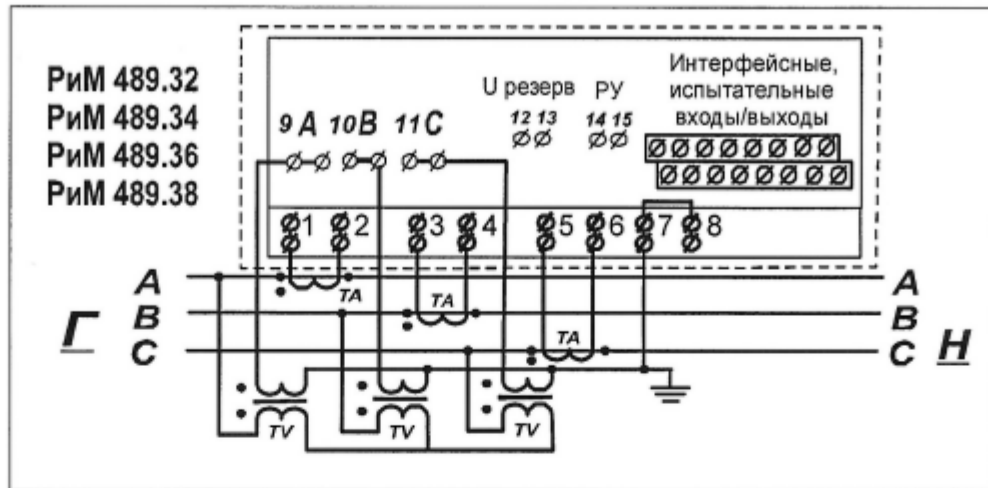 РиМ 489.32
РиМ 489.34
РиМ 489.36
РиМ 489.38
U резерв РУ
Интерфейсные,
испытательные
входы/выходы
9 A 10 B 11 C
12 13 14 15
1 2 3 4 5 6 7 8
A TA A
B TA B
C TA C
Г Н
TV TV TV